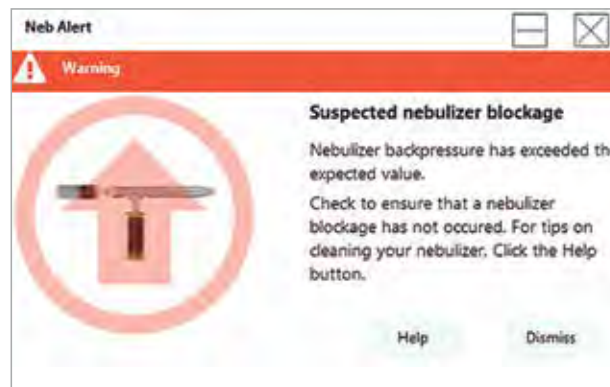 Neb Alert
Warning
Suspected nebulizer blockage
Nebulizer backpressure has exceeded th
expected value.
Check to ensure that a nebulizer
blockage has not occured. For tips on
cleaning your nebulizer. Click the Help
button.
Help
Dismiss